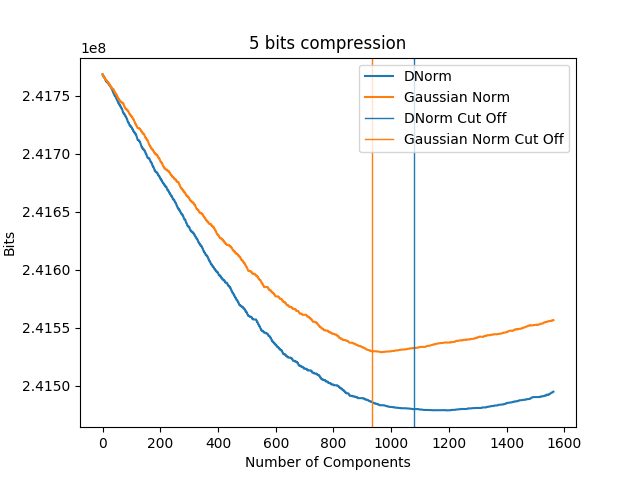 5 bits compression
1e8
DNorm
Gaussian Norm
DNorm Cut Off
Gaussian Norm Cut Off
2.4175
2.4170
2.4165
2.4160
2.4155
2.4150
Bits
0 200 400 600 800 1000 1200 1400 1600
Number of Components